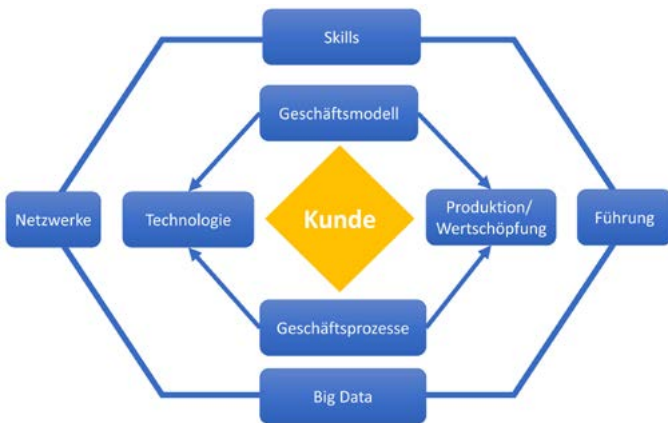 Skills
Geschäftsmodell
Netzwerke
Technologie
Kunde
Produktion/
Wertschöpfung
Führung
Geschäftsprozesse
Big Data